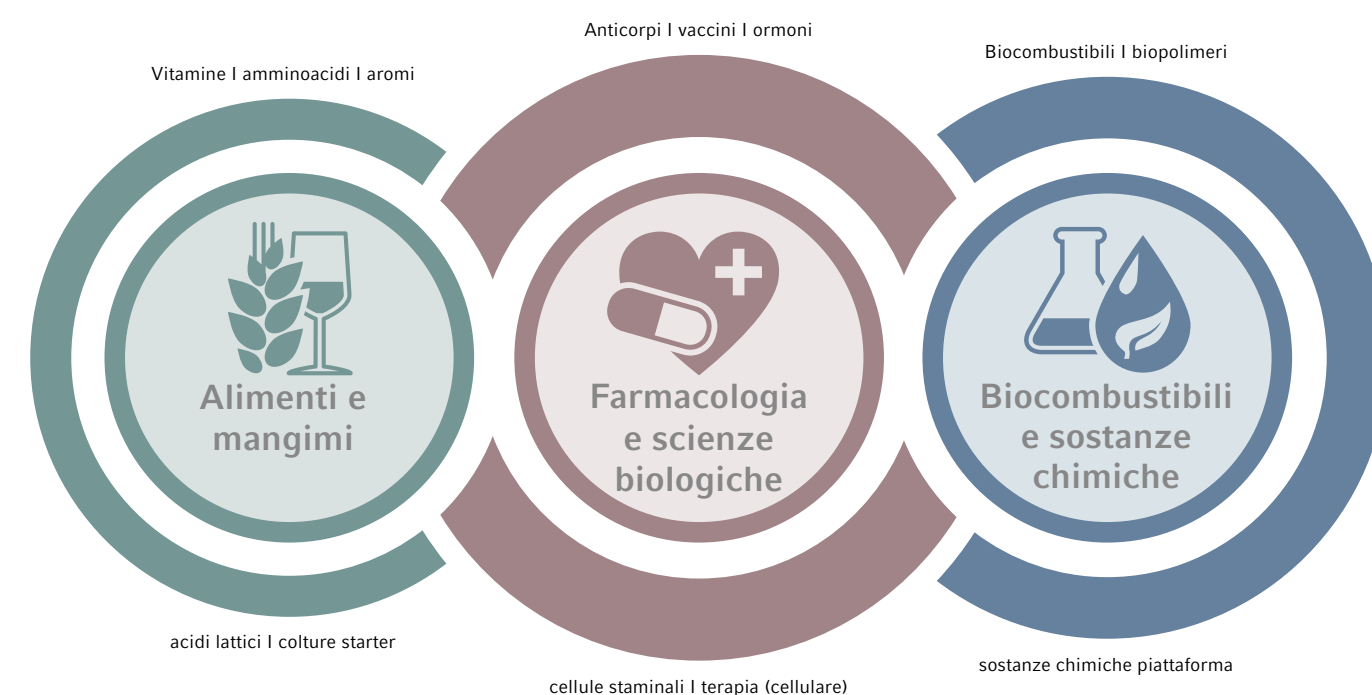 Vitamine I amminoacidi I aromi
Alimenti e
mangimi
acidi lattici I colture starter
Anticorpi I vaccini I ormoni
Farmacologia
e scienze
biologiche
cellule staminali I terapia (cellulare)
Biocombustibili I biopolimeri
Biocombustibili
e sostanze
chimiche
sostanze chimiche piattaforma